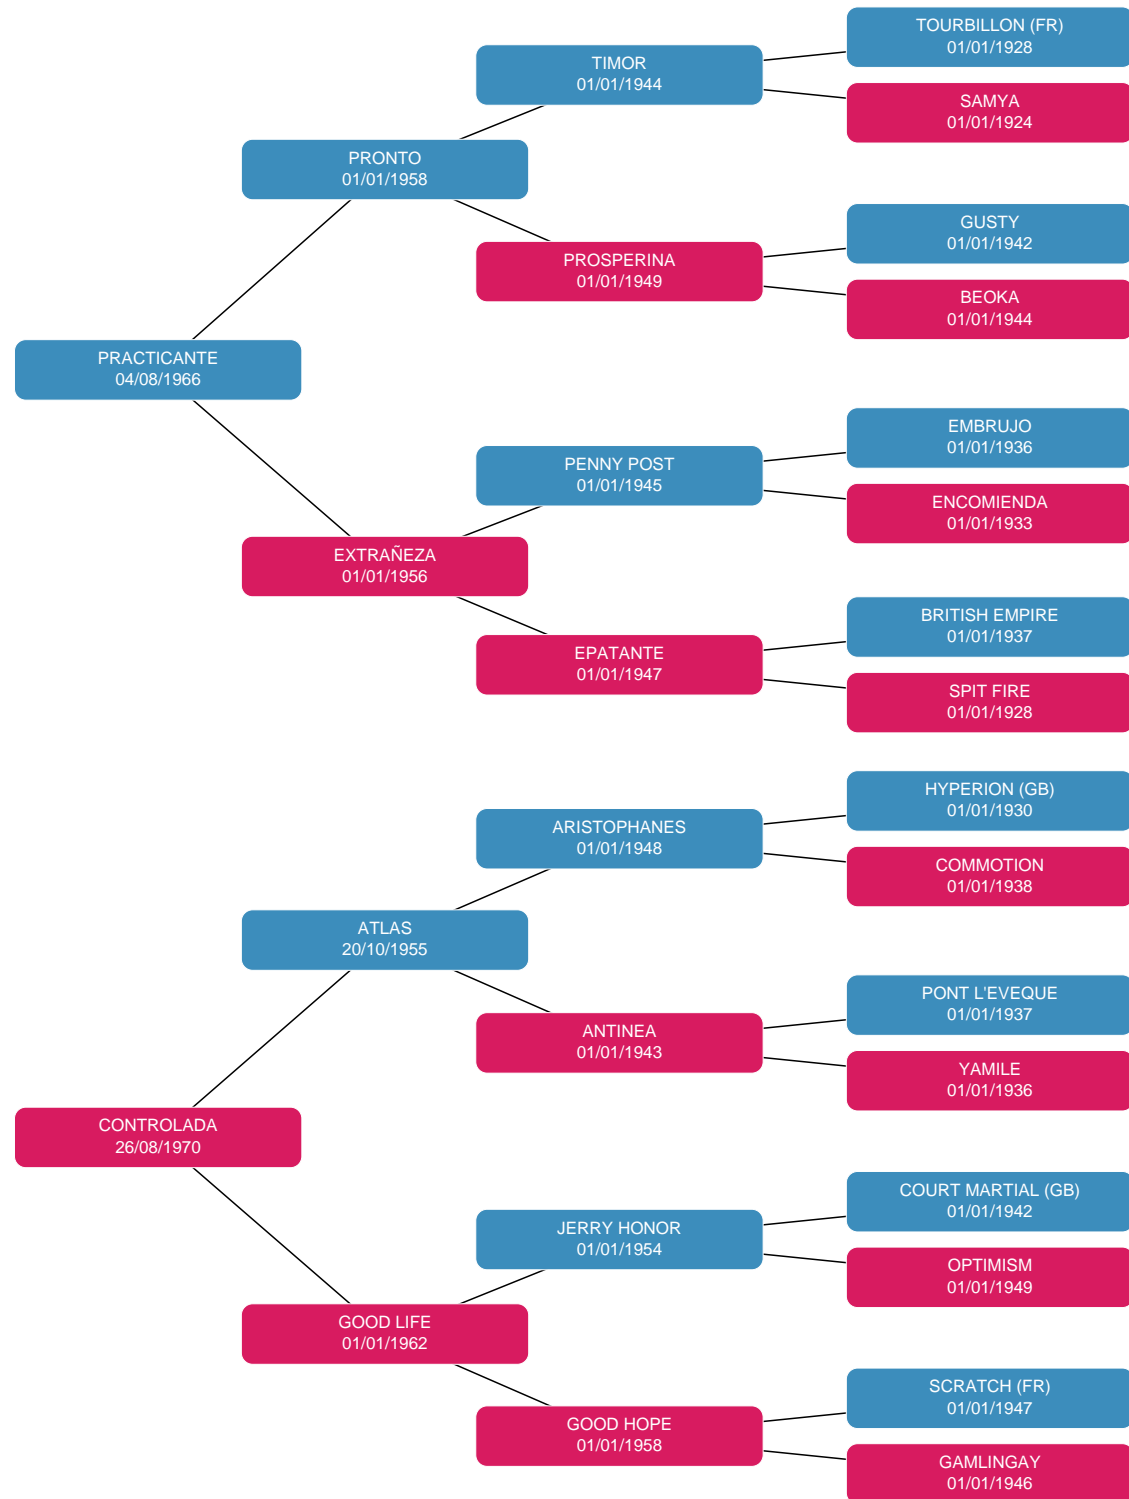 TOURBILLON (FR)
01/01/1928
TIMOR
01/01/1944
SAMYA
01/01/1924
PRONTO
01/01/1958
GUSTY
01/01/1942
PROSPERINA
01/01/1949
BEOKA
01/01/1944
PRACTICANTE
04/08/1966
EMBRUJO
01/01/1936
PENNY POST
01/01/1945
ENCOMIENDA
01/01/1933
EXTRAÑEZA
01/01/1956
BRITISH EMPIRE
01/01/1937
EPATANTE
01/01/1947
SPIT FIRE
01/01/1928
HYPERION (GB)
01/01/1930
ARISTOPHANES
01/01/1948
COMMOTION
01/01/1938
ATLAS
20/10/1955
PONT L'EVEQUE
01/01/1937
ANTINEA
01/01/1943
YAMILE
01/01/1936
CONTROLADA
26/08/1970
COURT MARTIAL (GB)
01/01/1942
JERRY HONOR
01/01/1954
OPTIMISM
01/01/1949
GOOD LIFE
01/01/1962
SCRATCH (FR)
01/01/1947
GOOD HOPE
01/01/1958
GAMLINGAY
01/01/1946